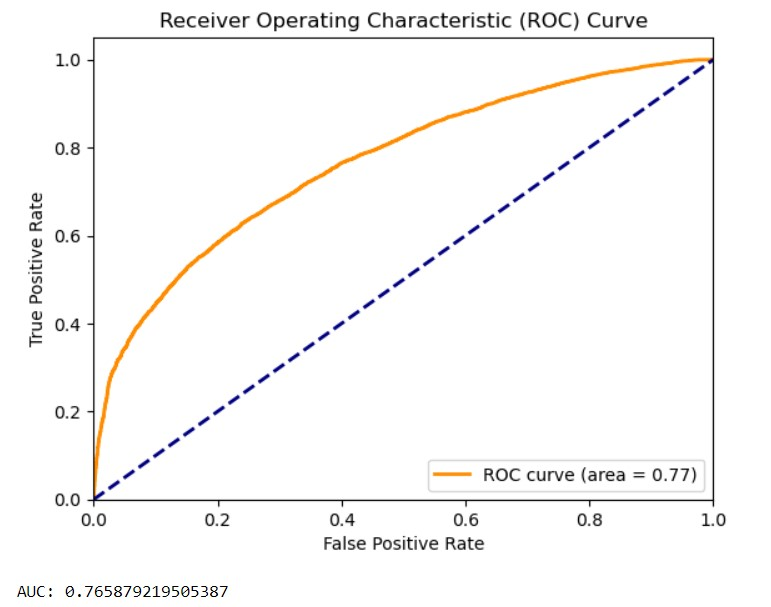 Receiver Operating Characteristic (ROC) Curve
1.0
0.8
0.6
0.4
0.2
0.0
True Positive Rate
ROC curve (area = 0.77)
0.0 0.2 0.4 0.6 0.8 1.0
False Positive Rate
AUC: 0.765879219505387